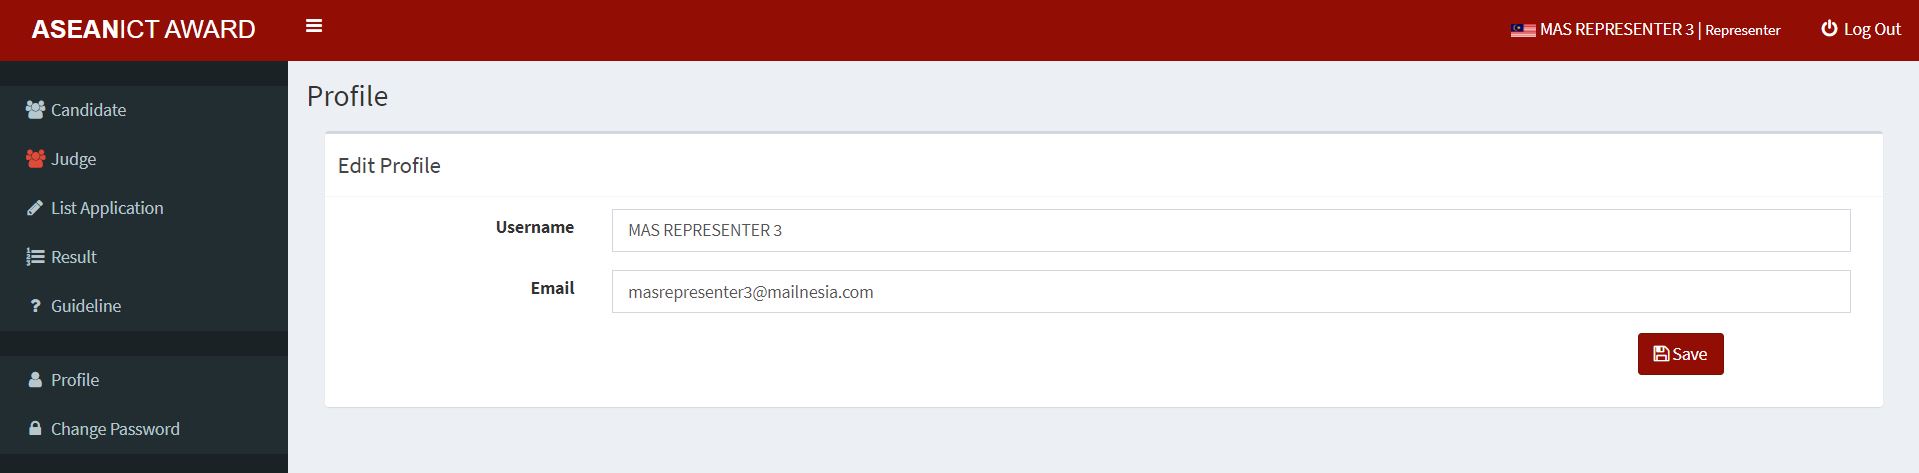 ASEANICT AWARD
MAS REPRESENTER 3 | Representer
Log Out
Candidate
Judge
List Application
Result
Guideline
Profile
Change Password
Profile
Edit Profile
Username
MAS REPRESENTER 3
Email
masrepresenter3@mailnesia.com
Save